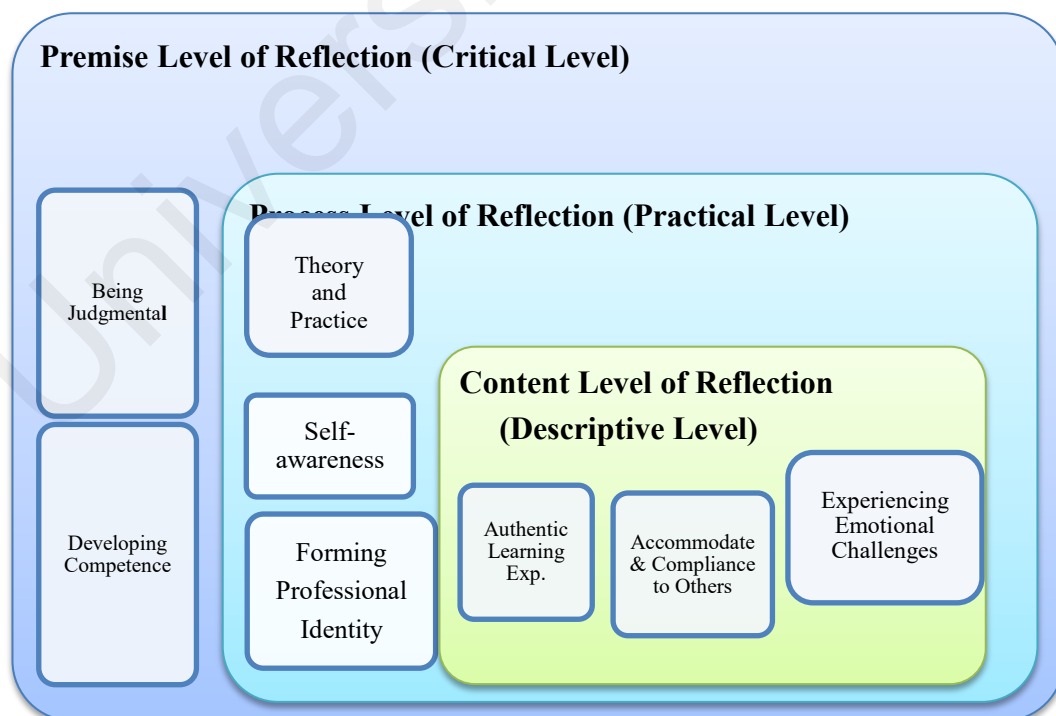 Premise Level of Reflection (Critical Level)
Process Level of Reflection (Practical Level)
Being
Judgmental
Theory
and
Practice
Content Level of Reflection
(Descriptive Level)
Self-
awareness
Developing
Competence
Forming
Professional
Identity
Authentic
Learning
Exp.
Accommodate
& Compliance
to Others
Experiencing
Emotional
Challenges
Univers